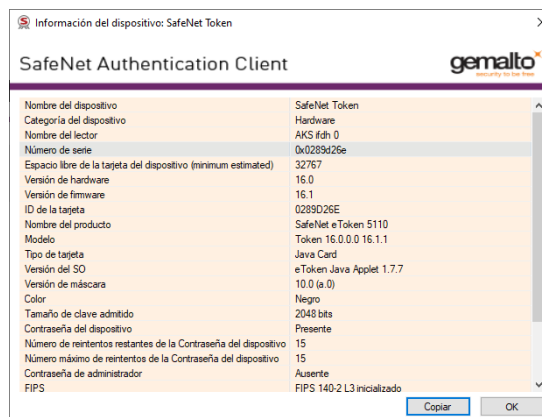 Información del dispositivo: SafeNet Token
SafeNet Authentication Client
gemalto
security to be free
Nombre del dispositivo SafeNet Token
Categoría del dispositivo Hardware
Nombre del lector AKS ifdh 0
Número de serie 0x0289d26e
Espacio libre de la tarjeta del dispositivo (minimum estimated) 32767
Versión de hardware 16.0
Versión de firmware 16.1
ID de la tarjeta 0289D26E
Nombre del producto SafeNet eToken 5110
Modelo Token 16.0.0.0 16.1.1
Tipo de tarjeta Java Card
Versión del SO eToken Java Applet 1.7.7
Versión de máscara 10.0 (a.0)
Color Negro
Tamaño de clave admitido 2048 bits
Contraseña del dispositivo Presente
Número de reintentos restantes de la Contraseña del dispositivo 15
Número máximo de reintentos de la Contraseña del dispositivo 15
Contraseña de administrador Ausente
FIPS FIPS 140-2 L3 inicializado
Copiar OK